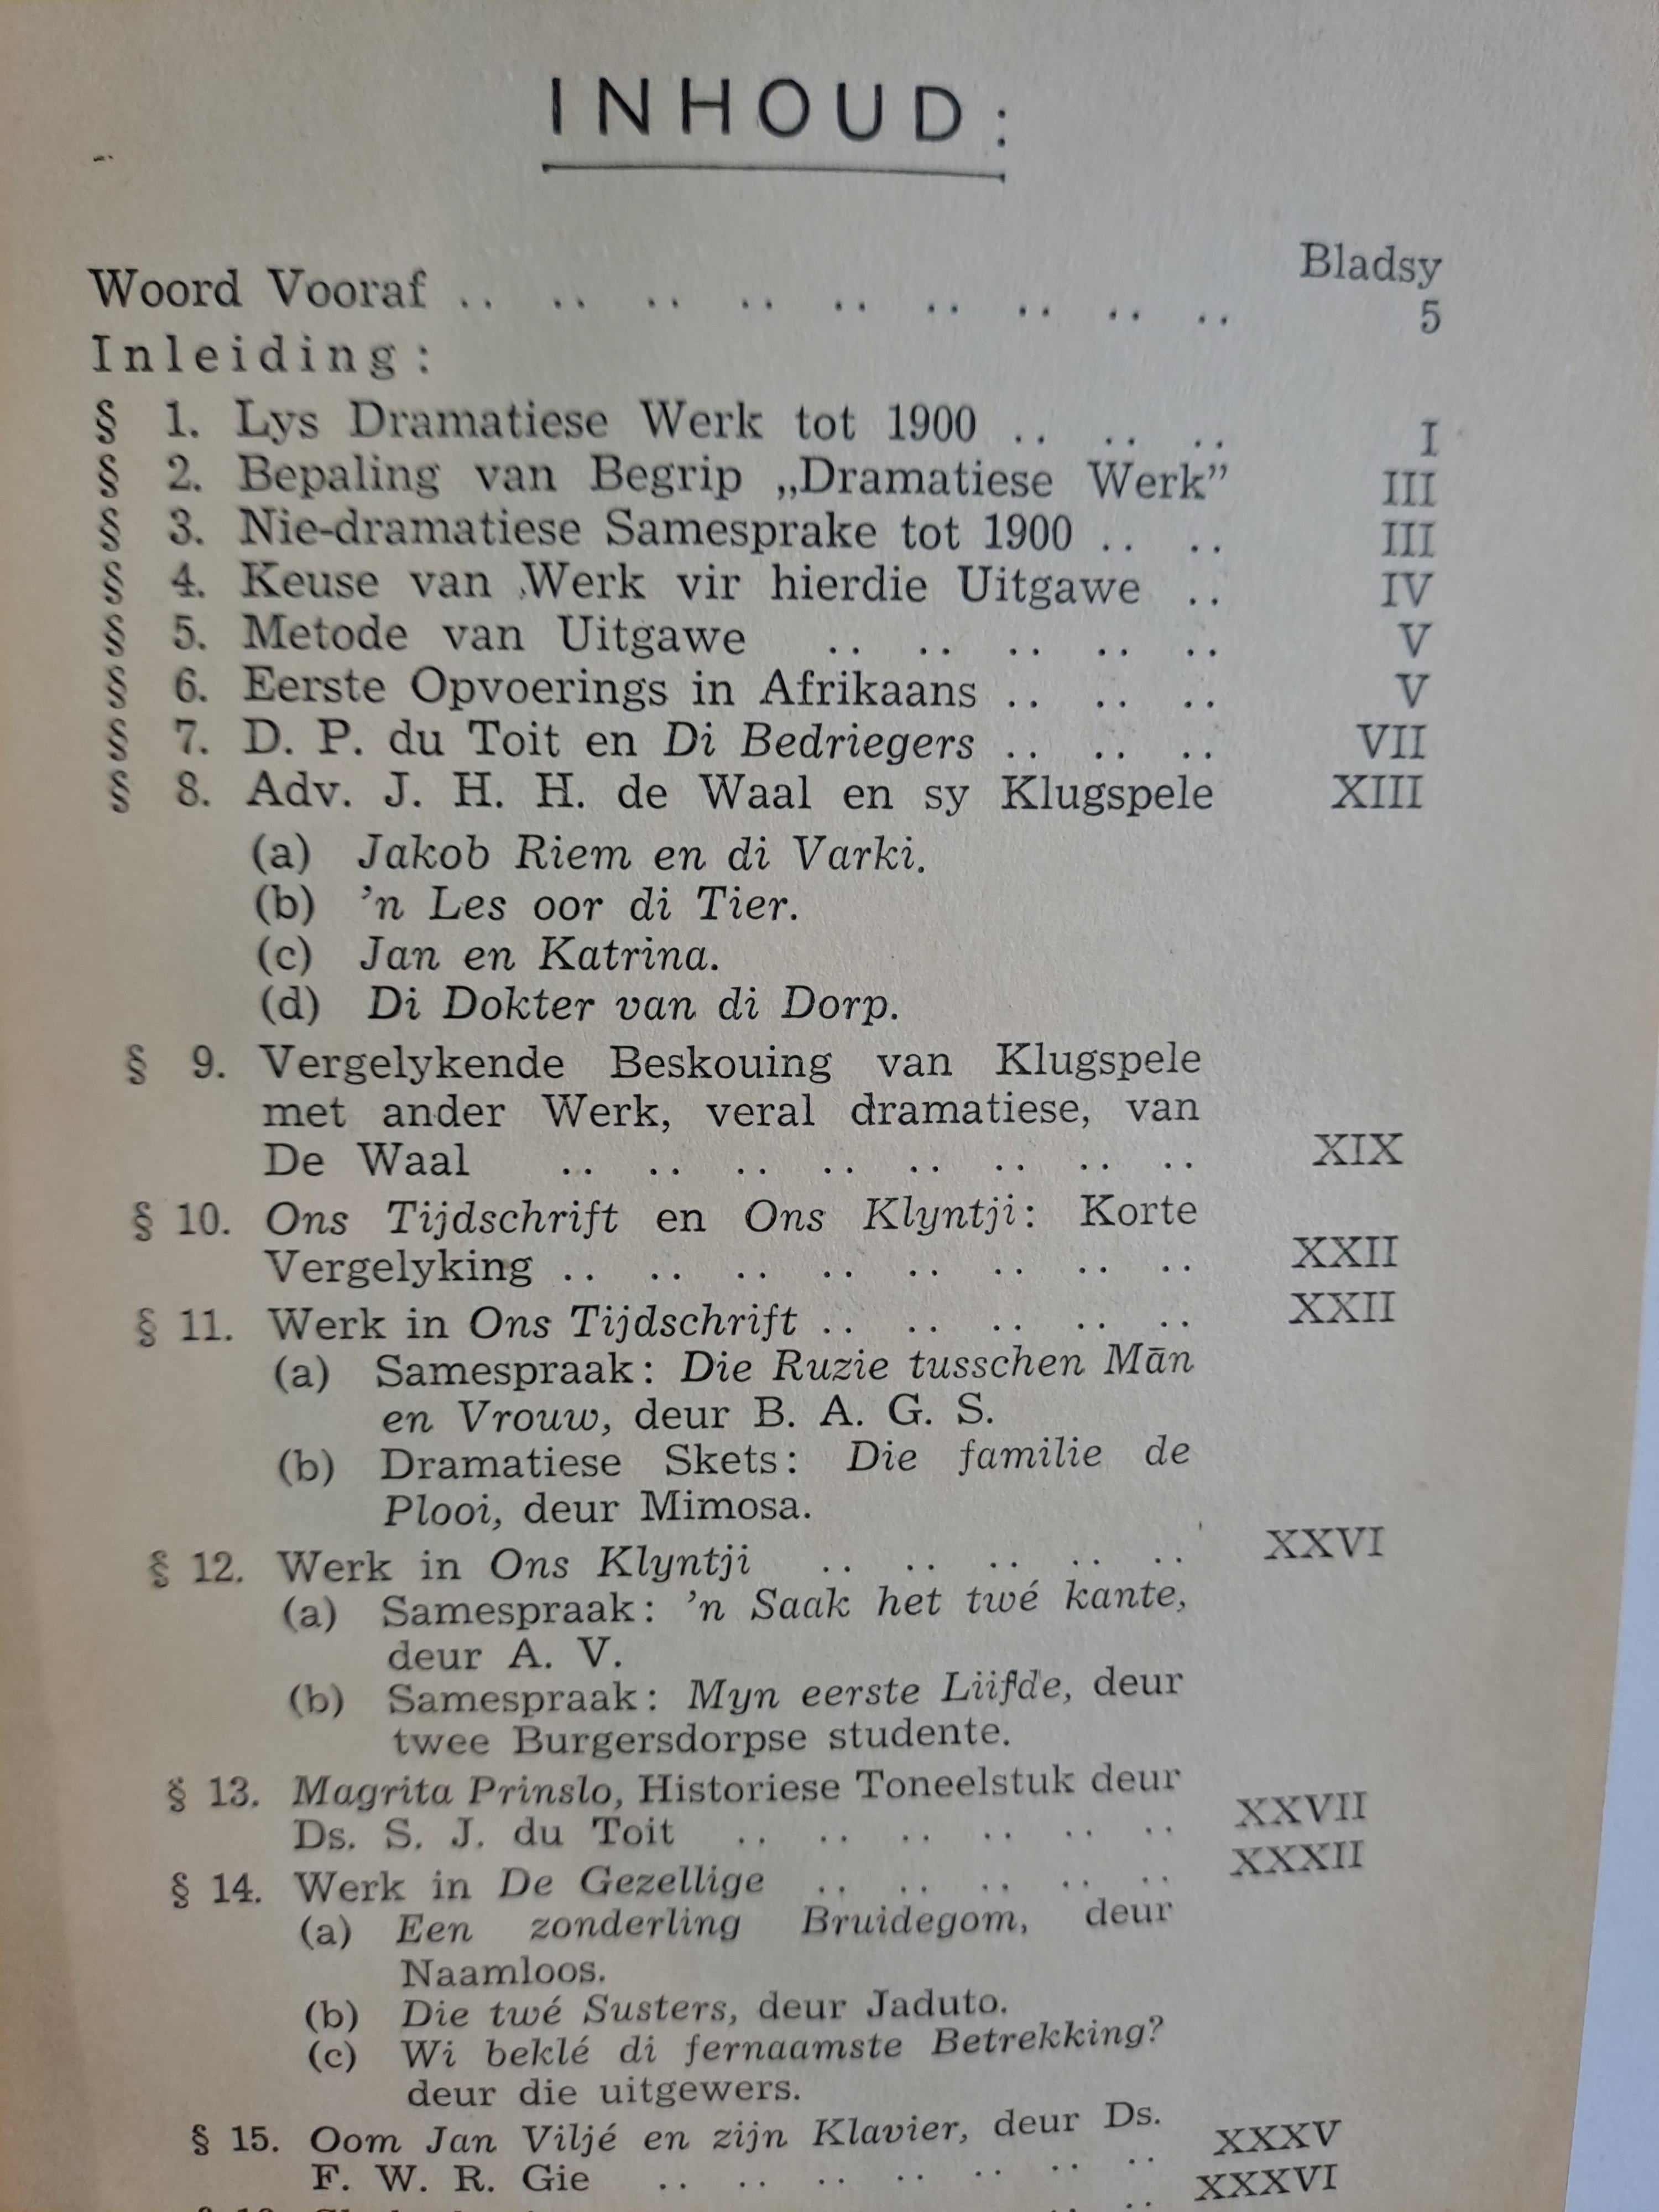 INHOUD:
Bladsy
Woord Vooraf .. .. .. .. .. .. .. .. .. 5
Inleiding:
§ 1. Lys Dramatiese Werk tot 1900 .. .. .. I
§ 2. Bepaling van Begrip „Dramatiese Werk” III
§ 3. Nie-dramatiese Samesprake tot 1900 .. .. III
§ 4. Keuse van Werk vir hierdie Uitgawe .. IV
§ 5. Metode van Uitgawe .. .. .. .. .. V
§ 6. Eerste Opvoerings in Afrikaans .. .. .. V
§ 7. D. P. du Toit en Di Bedriegers .. .. .. VII
§ 8. Adv. J. H. H. de Waal en sy Klugspele XIII
(a) Jakob Riem en di Varki.
(b) ’n Les oor di Tier.
(c) Jan en Katrina.
(d) Di Dokter van di Dorp.
§ 9. Vergelykende Beskouing van Klugspele
met ander Werk, veral dramatiese, van
De Waal .. .. .. .. .. .. .. .. XIX
§ 10. Ons Tijdschrift en Ons Klyntji: Korte
Vergelyking .. .. .. .. .. .. .. .. XXII
§ 11. Werk in Ons Tijdschrift .. .. .. .. .. XXII
(a) Samespraak: Die Ruzie tusschen Mān
en Vrouw, deur B. A. G. S.
(b) Dramatiese Skets: Die familie de
Plooi, deur Mimosa.
§ 12. Werk in Ons Klyntji .. .. .. .. .. XXVI
(a) Samespraak: ’n Saak het twé kante,
deur A. V.
(b) Samespraak: Myn eerste Liifde, deur
twee Burgersdorpse studente.
§ 13. Magrita Prinslo, Historiese Toneelstuk deur
Ds. S. J. du Toit .. .. .. .. .. .. XXVII
§ 14. Werk in De Gezellige .. .. .. .. .. XXXII
(a) Een zonderling Bruidegom, deur
Naamloos.
(b) Die twé Susters, deur Jaduto.
(c) Wi beklé di fernaamste Betrekking?
deur die uitgewers.
§ 15. Oom Jan Viljé en zijn Klavier, deur Ds.
F. W. R. Gie .. .. .. .. .. .. .. XXXV
.. .. XXXVI